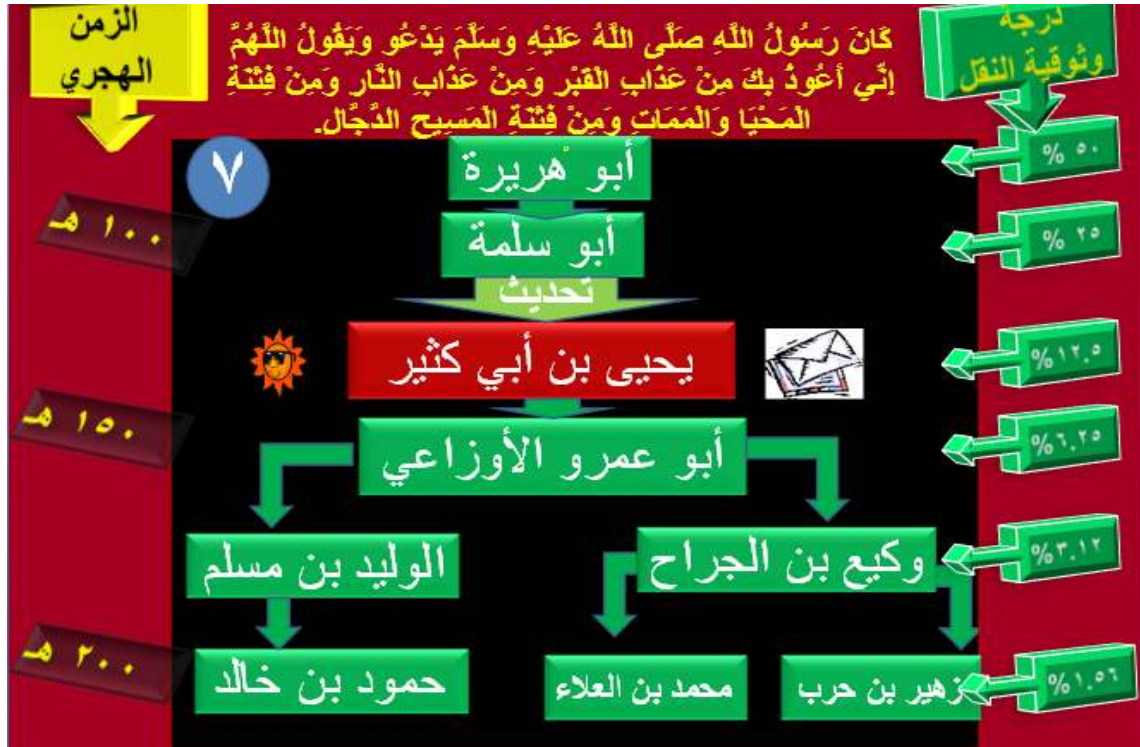 الزمن
الهجري
درجة
وثوقية النقل
كَانَ رَسُولُ اللَّهِ صَلَّى اللَّهُ عَلَيْهِ وَسَلَّمَ يَدْعُو وَيَقُولُ اللَّهُمَّ
إِنِّي أَعُوذُ بِكَ مِنْ عَذَابِ الْقَبْرِ وَمِنْ عَذَابِ النَّارِ وَمِنْ فِتْنَةِ
الْمَحْيَا وَالْمَمَاتِ وَمِنْ فِتْنَةِ الْمَسِيحِ الدَّجَّالِ.
٧
أبو هريرة
٥٠ %
١٠٠ هـ
أبو سلمة
٢٥ %
تحديث
يحيى بن أبي كثير
١٢.٥%
١٥٠ هـ
أبو عمرو الأوزاعي
٦.٢٥%
وكيع بن الجراح
الوليد بن مسلم
٣.١٢%
٢٠٠ هـ
زهير بن حرب
محمد بن العلاء
حمود بن خالد
١.٥٦%